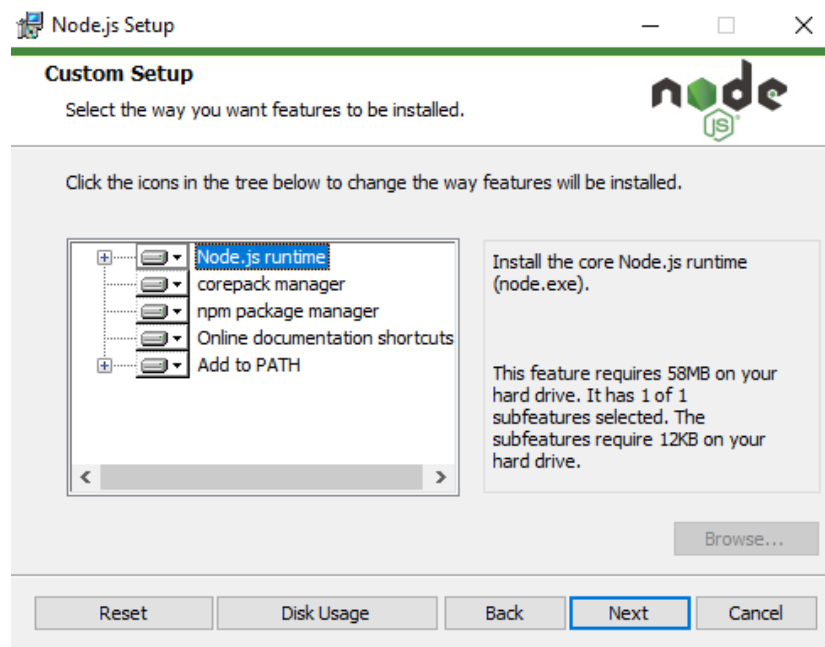 Node.js Setup
Custom Setup
Select the way you want features to be installed.
node
JS
Click the icons in the tree below to change the way features will be installed.
Node.js runtime
corepack manager
npm package manager
Online documentation shortcuts
Add to PATH
Install the core Node.js runtime
(node.exe).
This feature requires 58MB on your
hard drive. It has 1 of 1
subfeatures selected. The
subfeatures require 12KB on your
hard drive.
Browse...
Reset Disk Usage Back Next Cancel